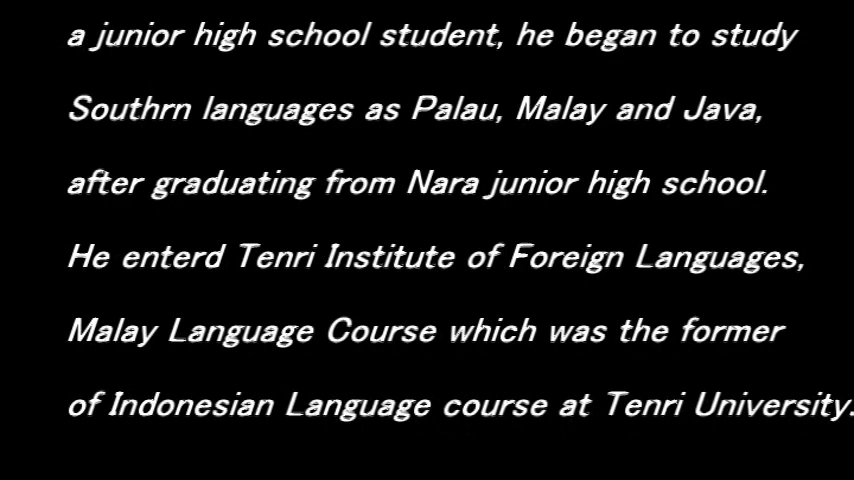 a junior high school student, he began to study
Southrn languages as Palau, Malay and Java,
after graduating from Nara junior high school.
He enterd Tenri Institute of Foreign Languages,
Malay Language Course which was the former
of Indonesian Language course at Tenri University.